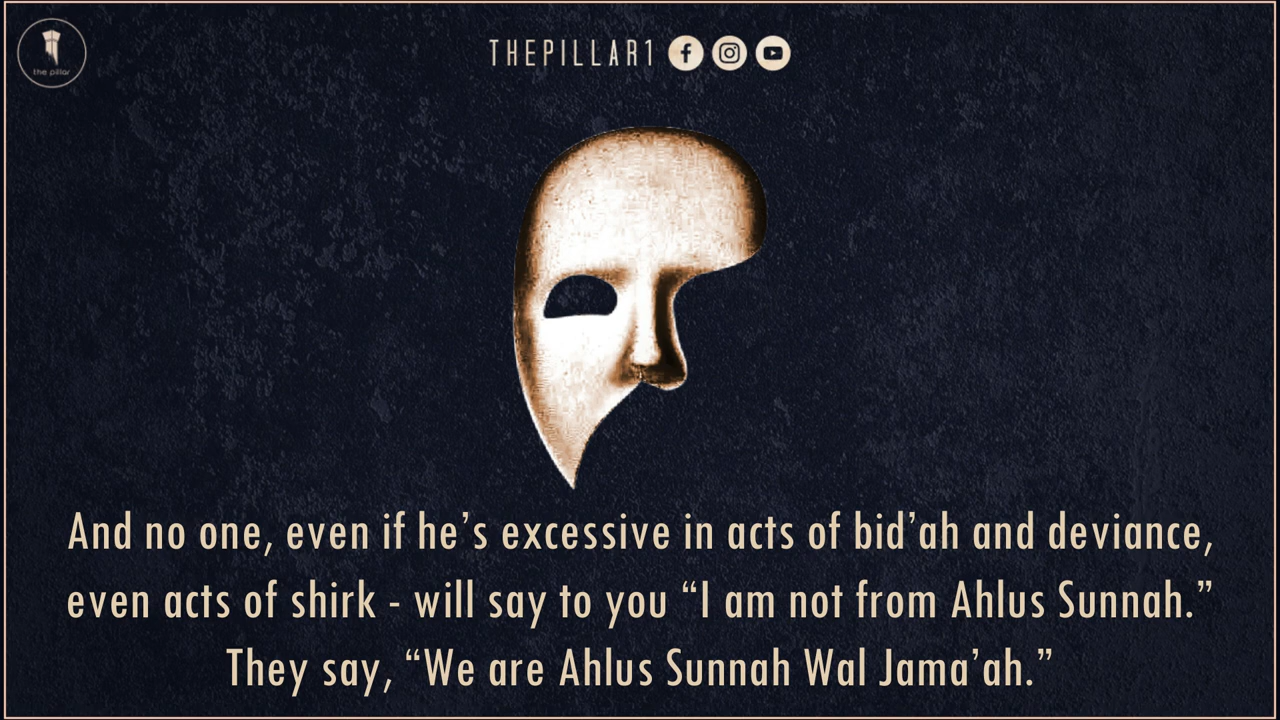 the pillar
THEPILLAR1
And no one, even if he’s excessive in acts of bid’ah and deviance,
even acts of shirk - will say to you “I am not from Ahlus Sunnah.”
They say, “We are Ahlus Sunnah Wal Jama’ah.”